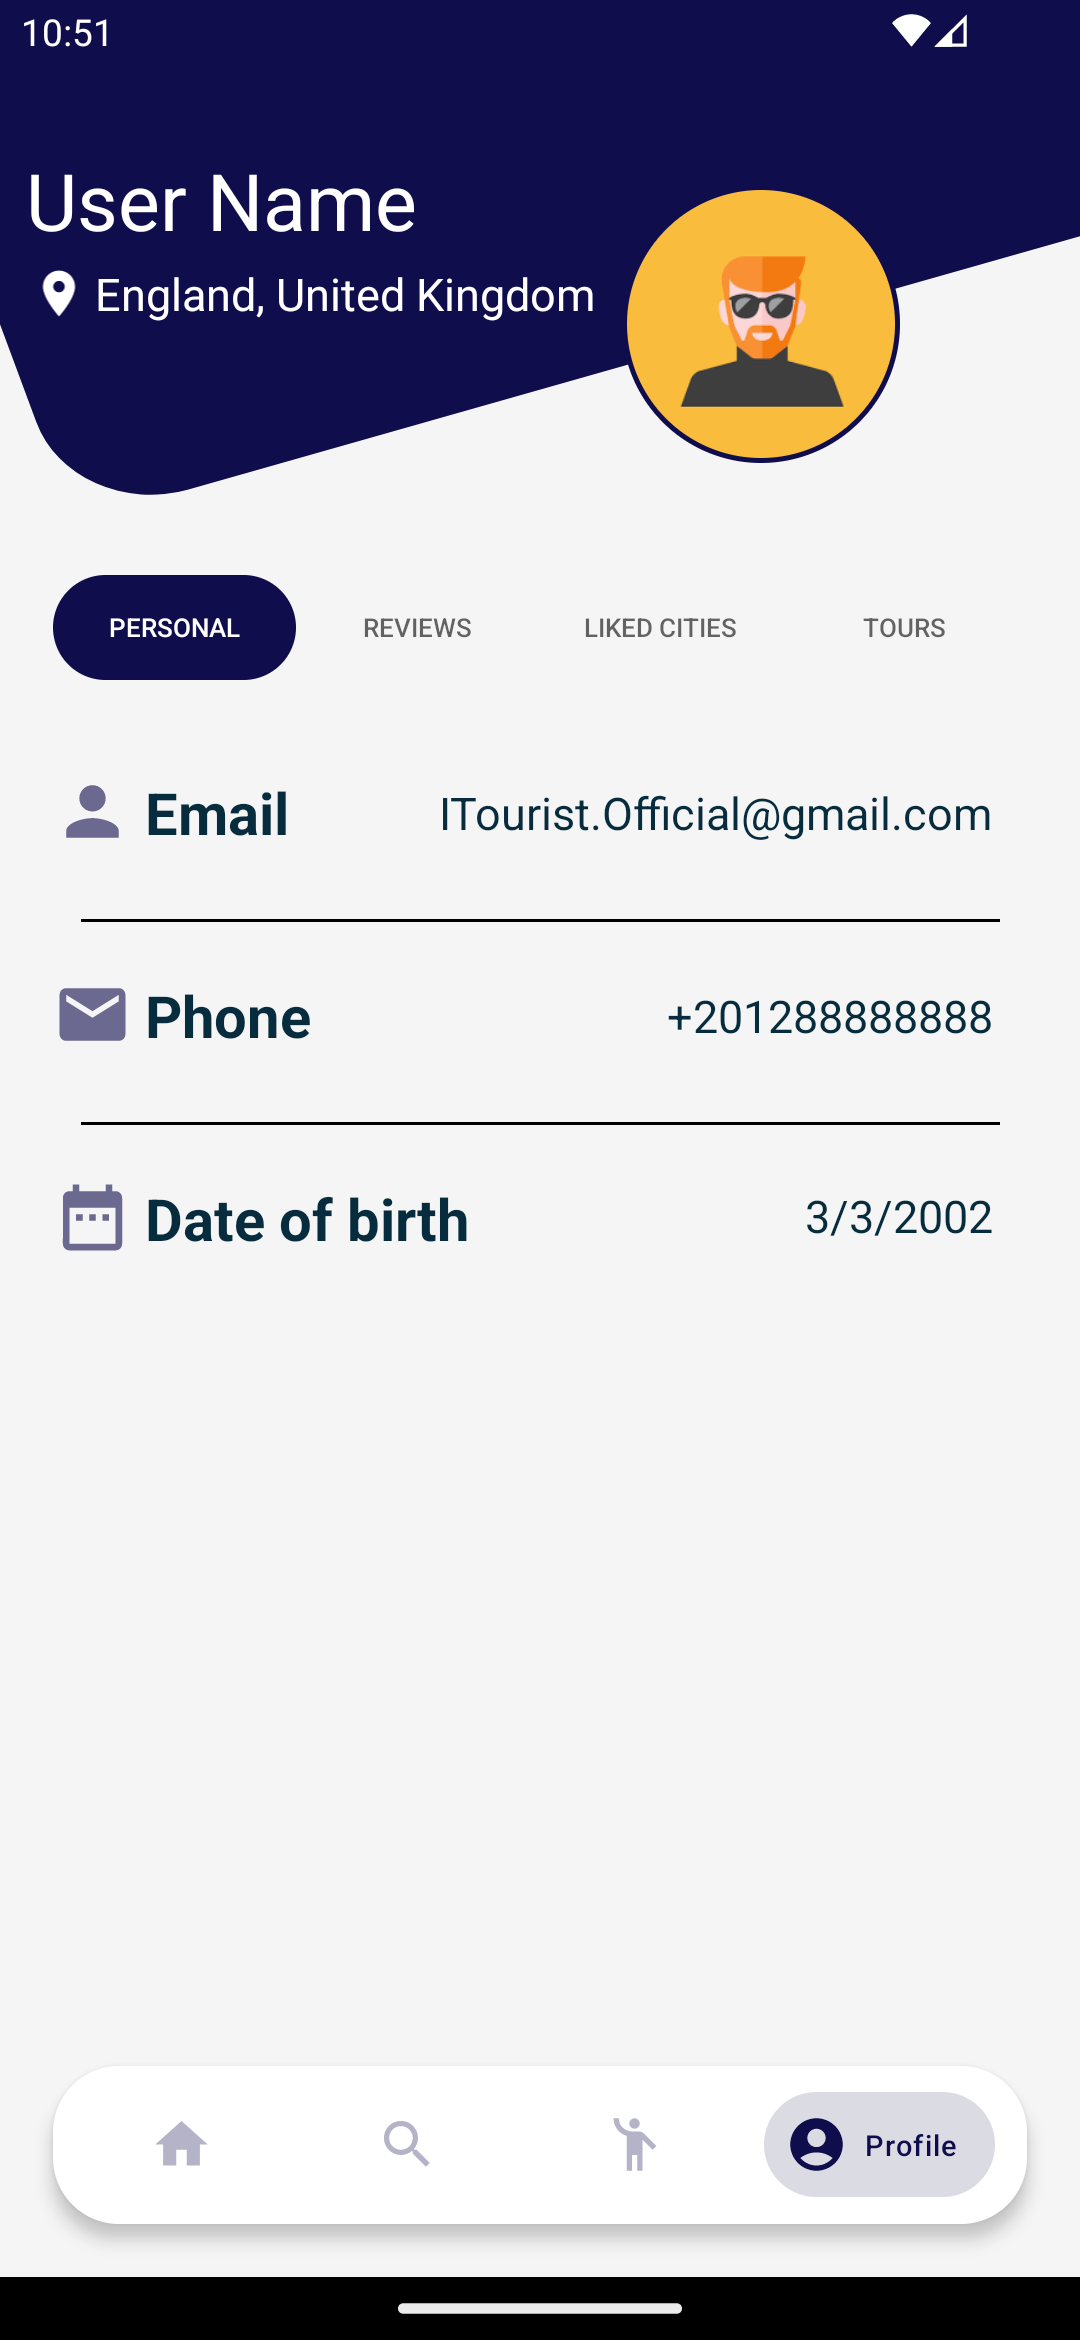 10:51
User Name
England, United Kingdom
PERSONAL REVIEWS LIKED CITIES TOURS
Email ITourist.Official@gmail.com
Phone +201288888888
Date of birth 3/3/2002
Profile